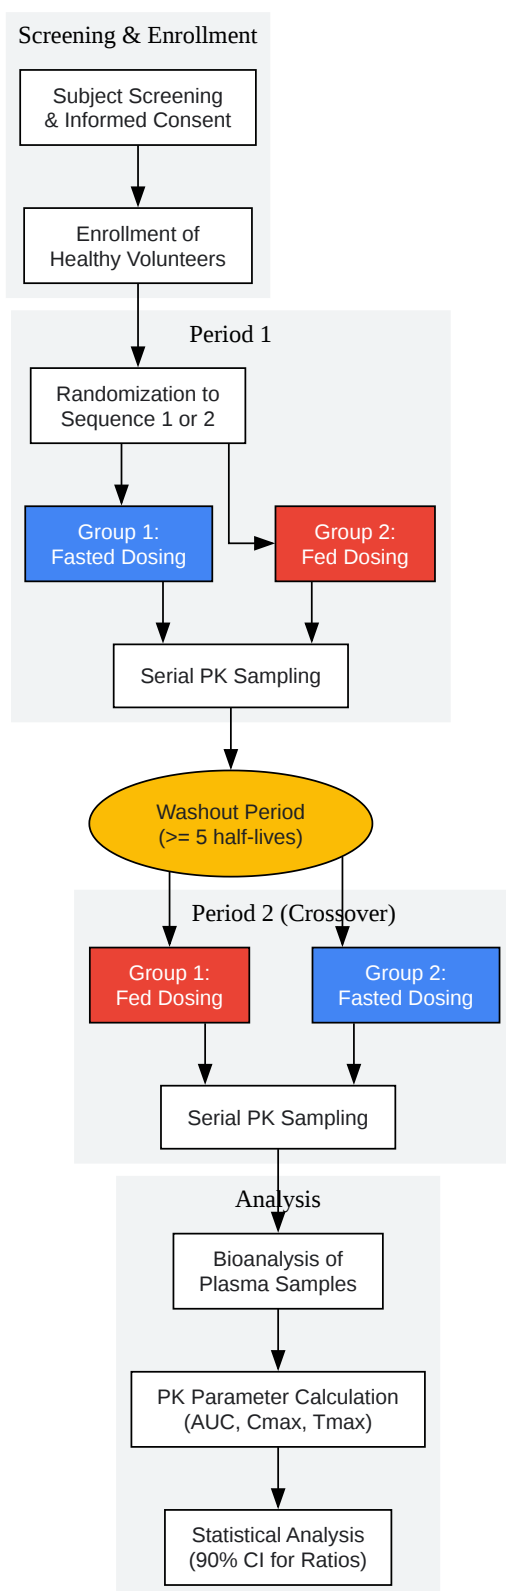 Screening & Enrollment
Subject Screening
& Informed Consent
Enrollment of
Healthy Volunteers
Period 1
Randomization to
Sequence 1 or 2
Group 1:
Fasted Dosing
Group 2:
Fed Dosing
Serial PK Sampling
Washout Period
(>= 5 half-lives)
Period 2 (Crossover)
Group 1:
Fed Dosing
Group 2:
Fasted Dosing
Serial PK Sampling
Analysis
Bioanalysis of
Plasma Samples
PK Parameter Calculation
(AUC, Cmax, Tmax)
Statistical Analysis
(90% CI for Ratios)